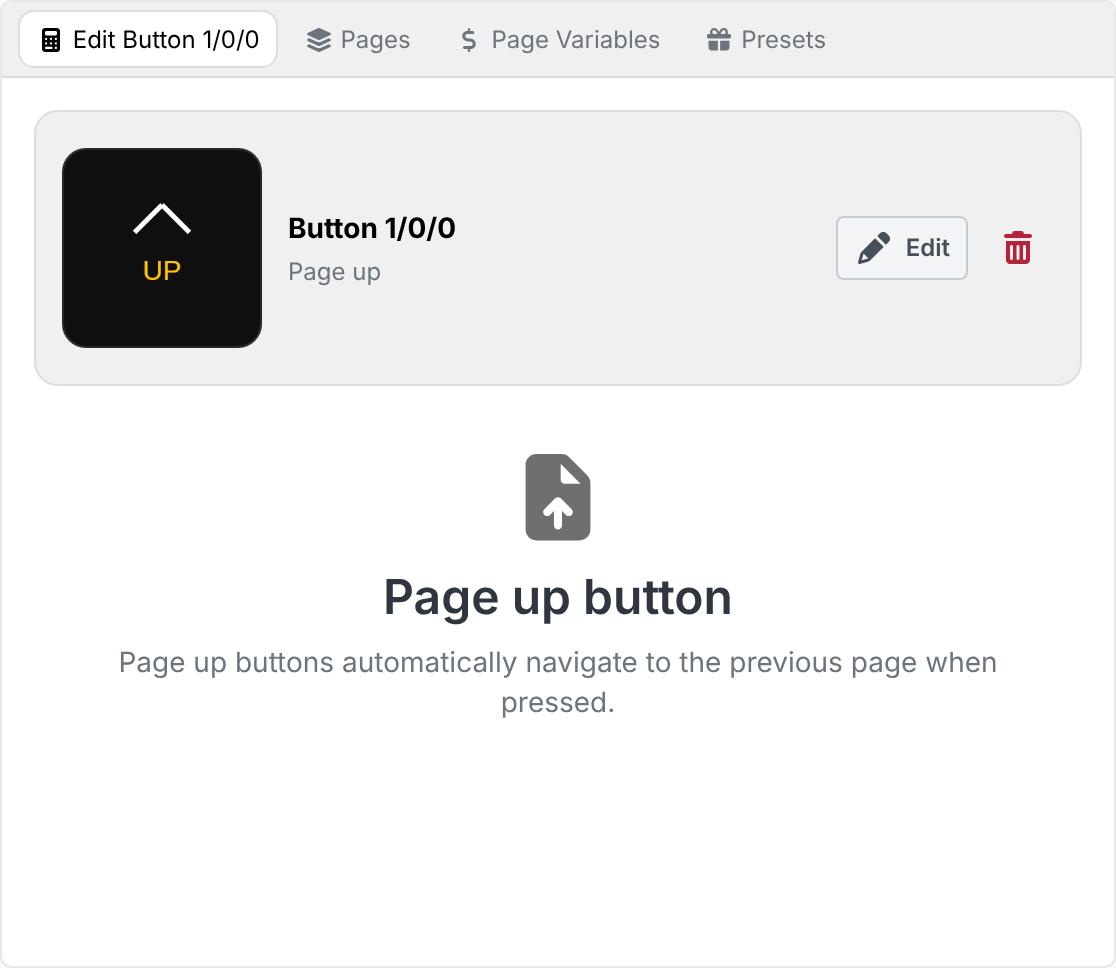 Edit Button 1/0/0 Pages $ Page Variables Presets
UP
Button 1/0/0
Page up
Edit
Page up button
Page up buttons automatically navigate to the previous page when
pressed.